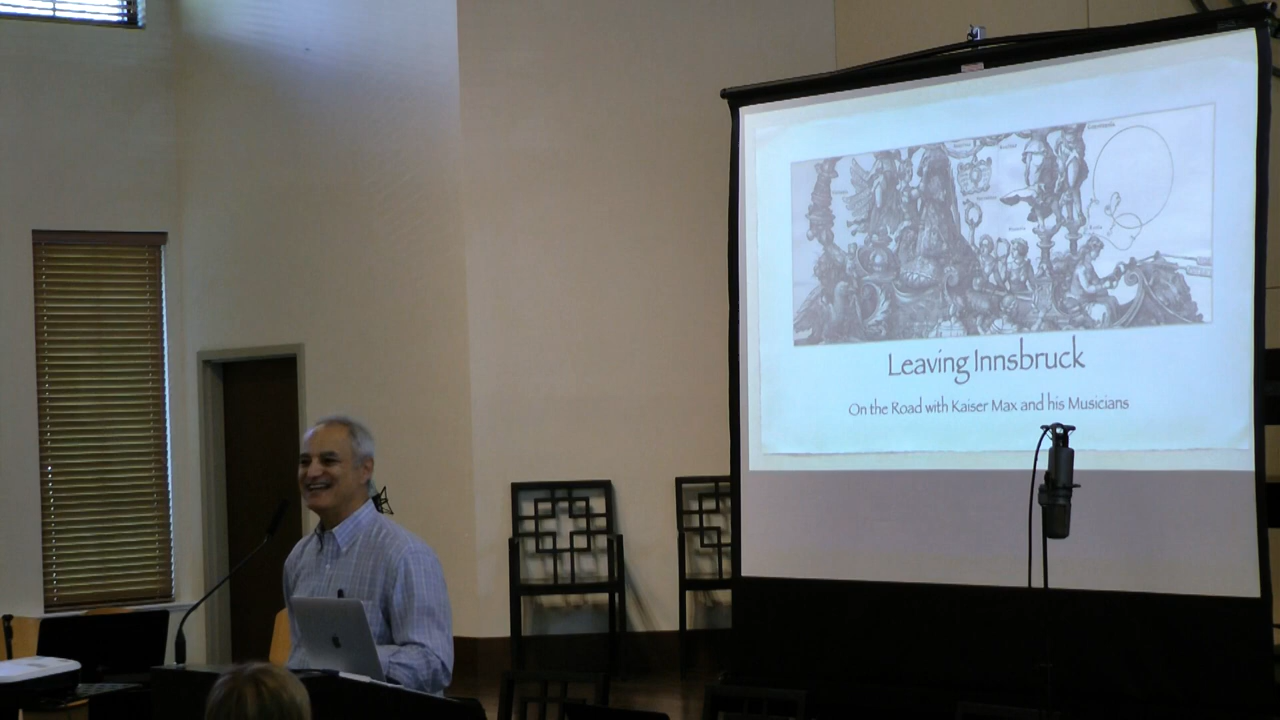 Leaving Innsbruck
On the Road with Kaiser Max and his Musicians